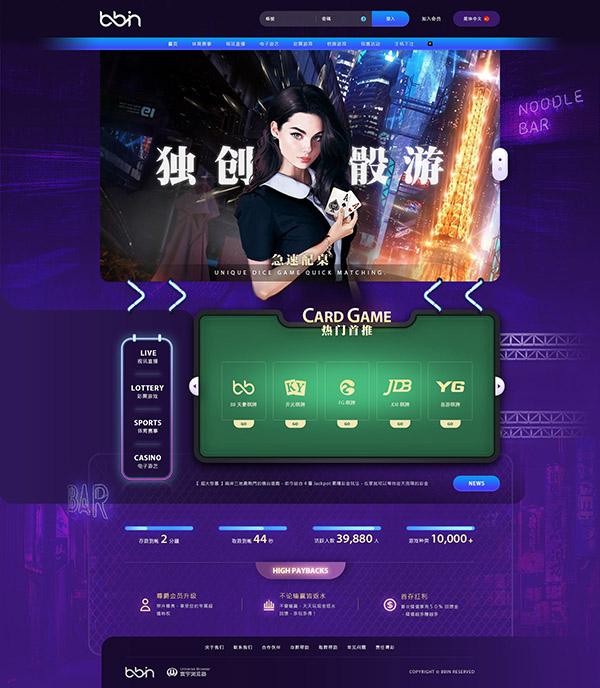 bbin
帳號
密碼
登入
加入会员
简体中文
首页
体育赛事
视讯直播
电子游艺
彩票游戏
棋牌游戏
优惠活动
手机下注
NOODLE
BAR
独创骰游
急速配桌
UNIQUE DICE GAME QUICK MATCHING.
CARD GAME
热门首推
LIVE
视讯直播
LOTTERY
彩票游戏
SPORTS
体育赛事
CASINO
电子游艺
BB 天豪棋牌
KY
开元棋牌
FG 棋牌
JDB
JDB 棋牌
YG
GO
GO
GO
GO
GO
NEWS
BAR
存款到帐 2 分钟
取款到帐 44 秒
活跃人数 39,880 人
游戏种类 10,000+
HIGH PAYBACKS
尊爵会员升级
不论输赢皆返水
首存红利
关于我们
联系我们
合作伙伴
存款帮助
取款帮助
常见问题
责任博彩
bbin
Universe Browser
寰宇浏览器
COPYRIGHT © BBIN RESERVED